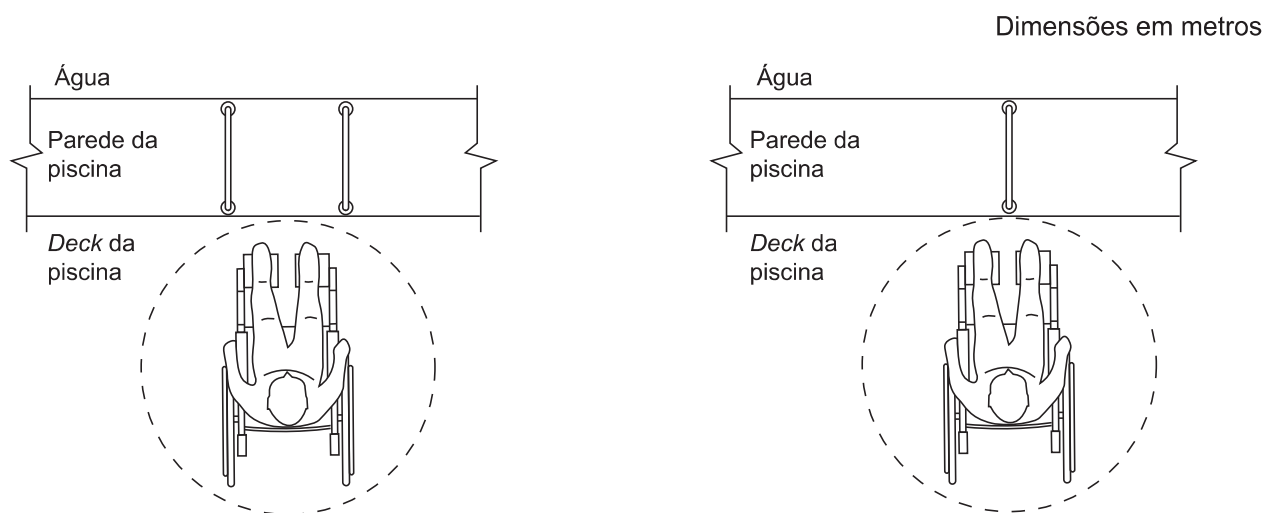 Dimensões em metros
Água
Parede da
piscina
Deck da
piscina
Água
Parede da
piscina
Deck da
piscina